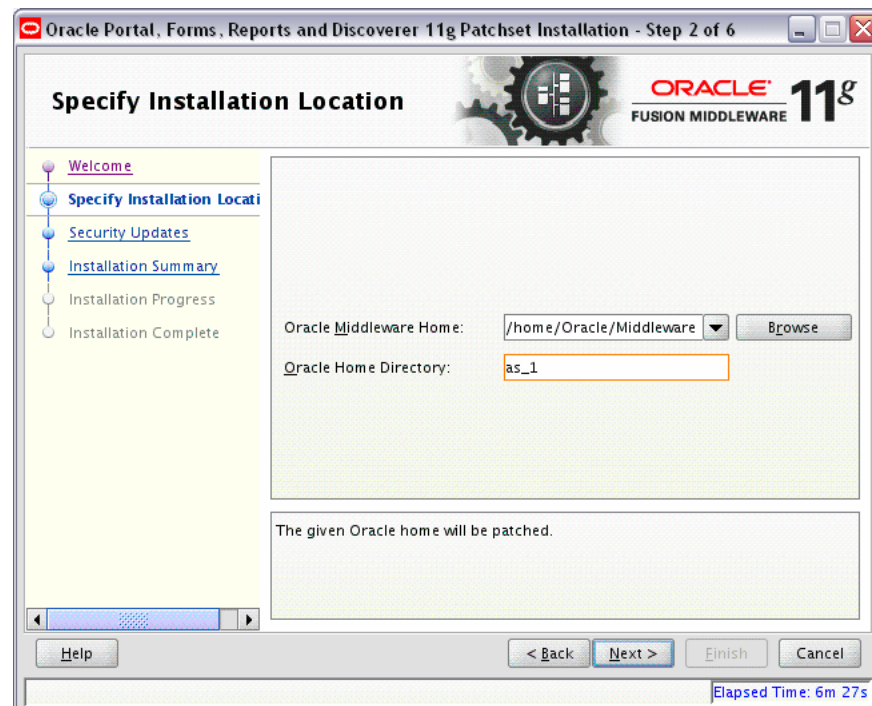 Oracle Portal, Forms, Reports and Discoverer 11g Patchset Installation - Step 2 of 6
Specify Installation Location
ORACLE
FUSION MIDDLEWARE
11g
Welcome
Specify Installation Locati
Security Updates
Installation Summary
Installation Progress
Installation Complete
Oracle Middleware Home: /home/Oracle/Middleware Browse
Oracle Home Directory: as_1
The given Oracle home will be patched.
Help < Back Next > Finish Cancel
Elapsed Time: 6m 27s